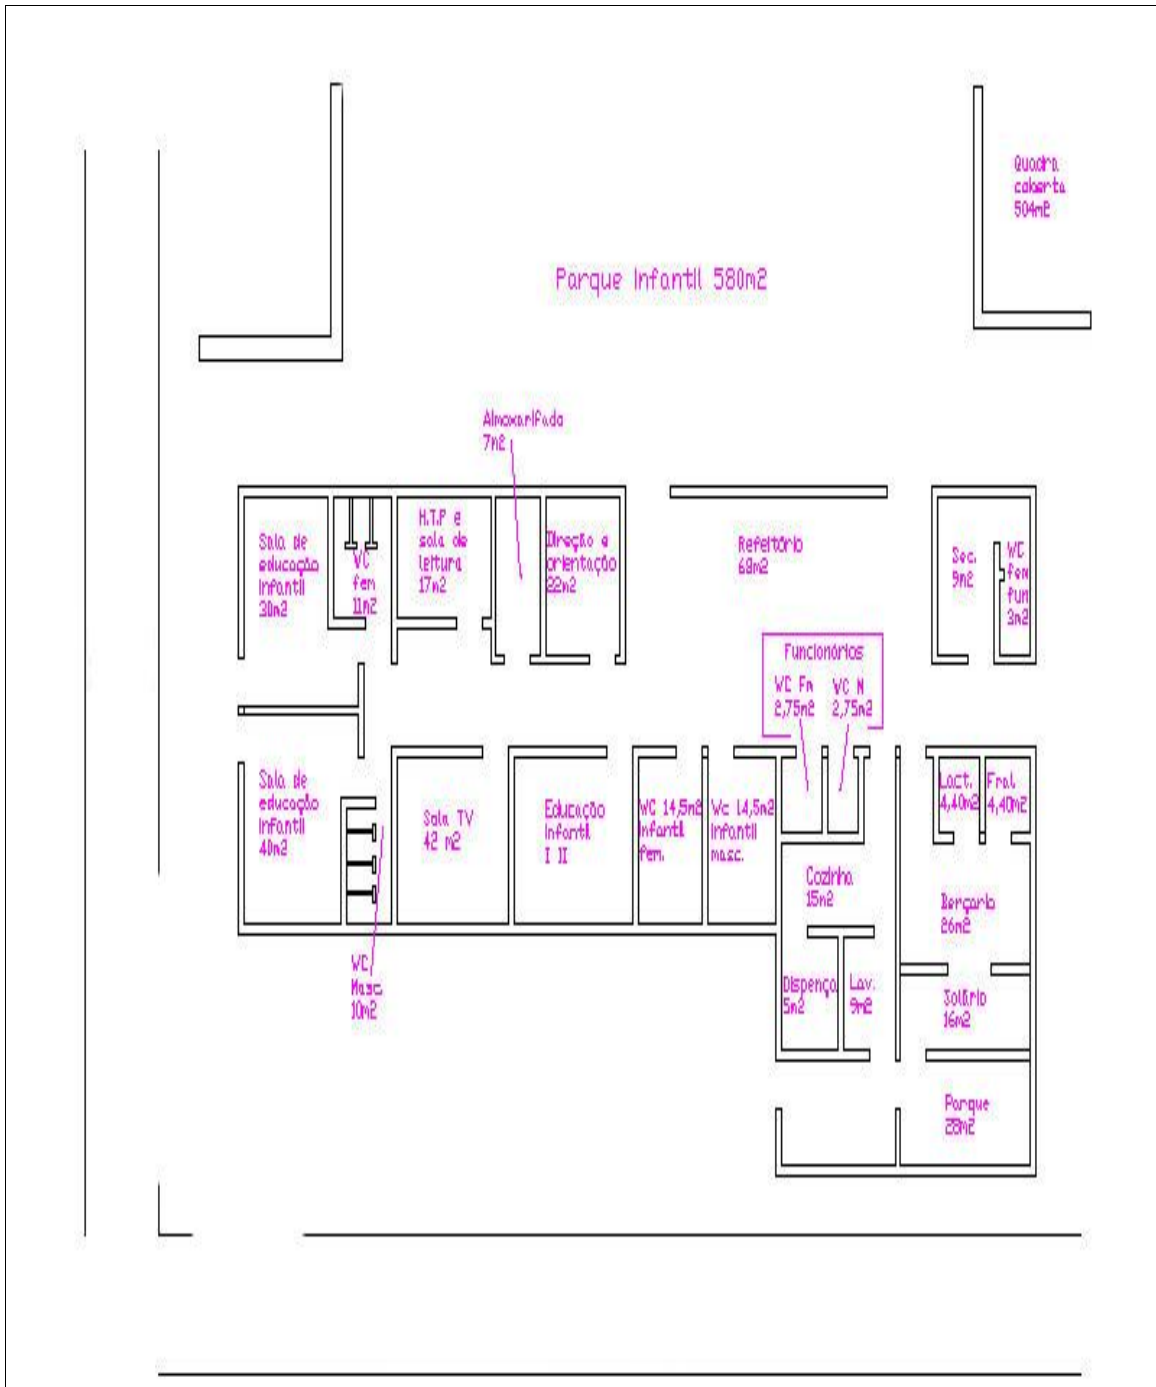 Quadra
coberta
504m2
Parque Infantil 580m2
Almoxarifado
7m2
Sala de
educação
infantil
30m2
WC
fem
11m2
H.T.P e
sala de
leitura
17m2
Direção e
orientação
22m2
Refeitório
68m2
Sec.
9m2
WC
fem
fun
3m2
Funcionários
WC Fm
2,75m2
WC M
2,75m2
Sala de
educação
infantil
40m2
Sala TV
42 m2
Educação
Infantil
I II
WC 14,5m2
Infantil
fem.
Wc 14,5m2
Infantil
masc.
Lact.
4,40m2
Fral
4,40m2
Cozinha
15m2
Berçario
26m2
WC
Masc.
10m2
Dispença
5m2
Lav.
9m2
Solário
16m2
Parque
28m2